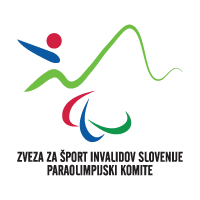 ZVEZA ZA ŠPORT INVALIDOV SLOVENIJE
PARAOLIMPIJSKI KOMITE